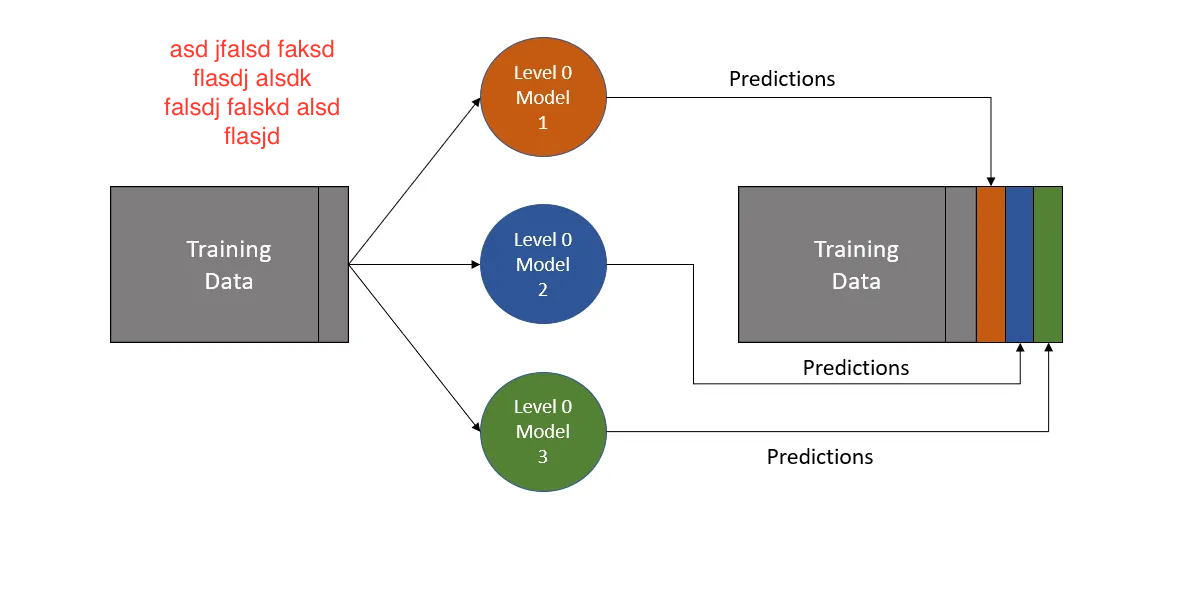 asd jfalsd faksd
flasdj alsdk
falsdj falskd alsd
flasjd
Training
Data
Level 0
Model
1
Level 0
Model
2
Level 0
Model
3
Predictions
Training
Data
Predictions
Predictions